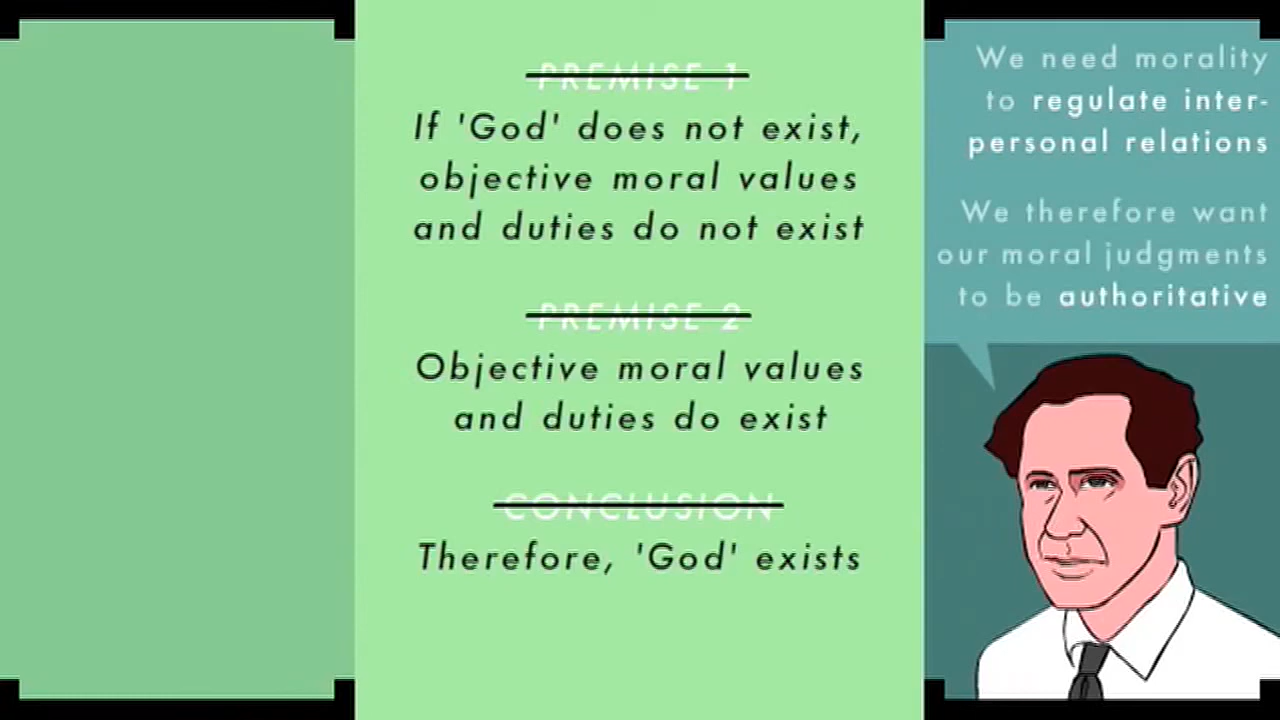 PREMISE 1
If 'God' does not exist,
objective moral values
and duties do not exist
PREMISE 2
Objective moral values
and duties do exist
CONCLUSION
Therefore, 'God' exists
We need morality
to regulate inter-
personal relations
We therefore want
our moral judgments
to be authoritative